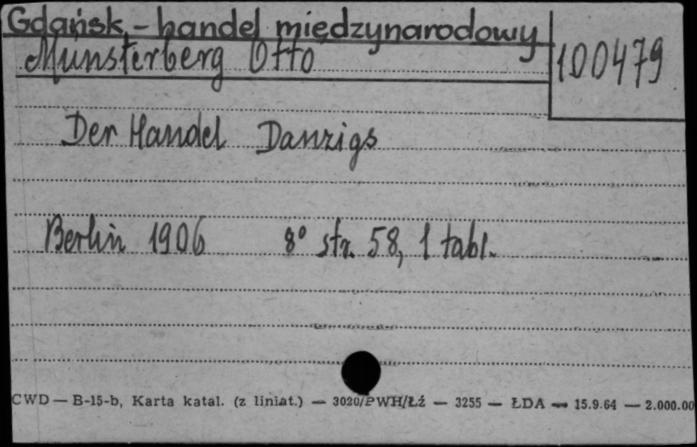 Gdańsk - handel międzynarodowy
Munsterberg Otto
100479
Der Handel Danzigs
Berlin 1906 8° str. 58, 1 tabl.
CWD — B-15-b, Karta katal. (z liniat.) — 3020/PWH/Łź — 3255 — ŁDA — 15.9.64 — 2.000.00